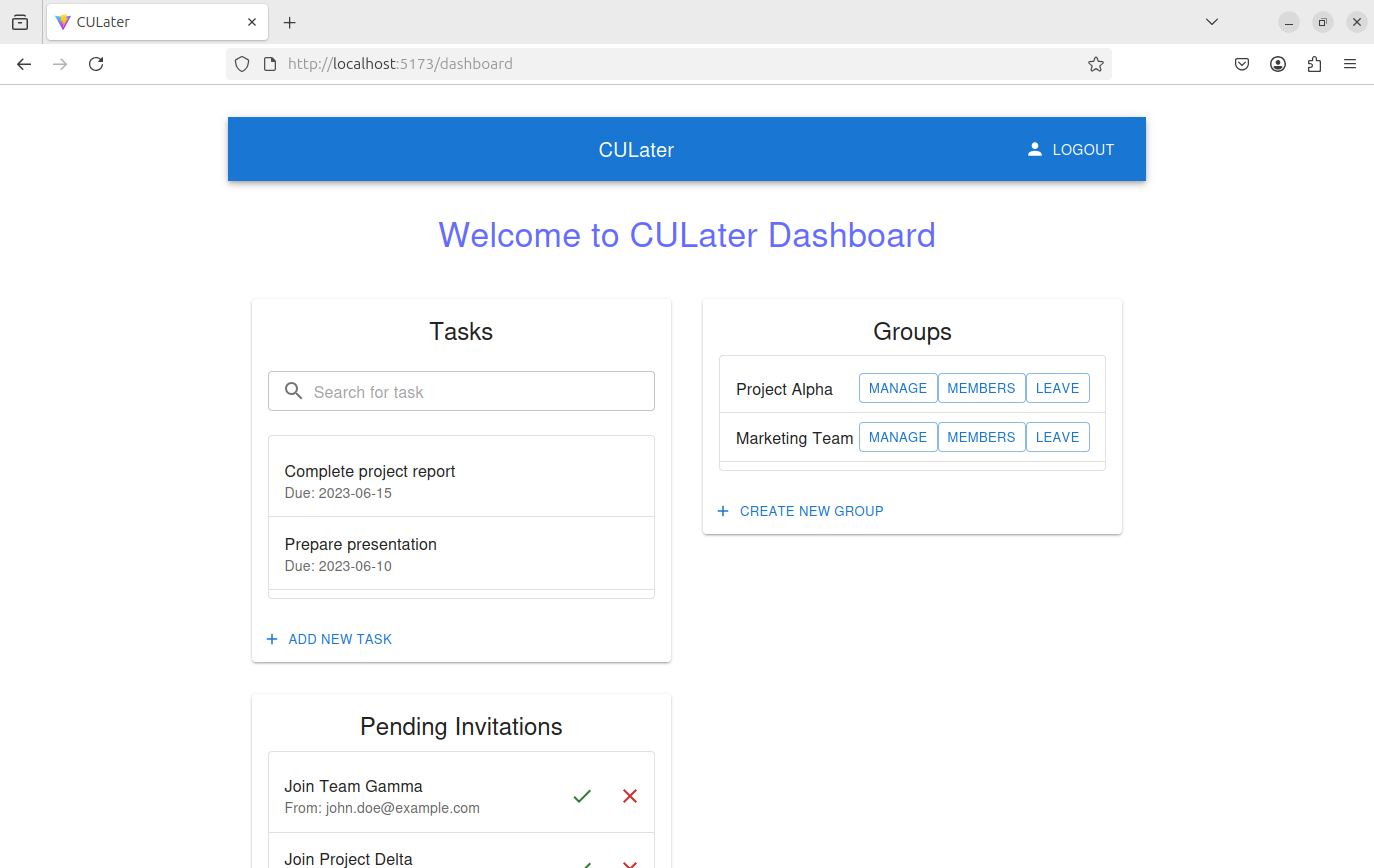 CULater
http://localhost:5173/dashboard
CULater
LOGOUT
Welcome to CULater Dashboard
Tasks
Search for task
Complete project report
Due: 2023-06-15
Prepare presentation
Due: 2023-06-10
+ ADD NEW TASK
Groups
Project Alpha MANAGE MEMBERS LEAVE
Marketing Team MANAGE MEMBERS LEAVE
+ CREATE NEW GROUP
Pending Invitations
Join Team Gamma
From: john.doe@example.com
Join Project Delta